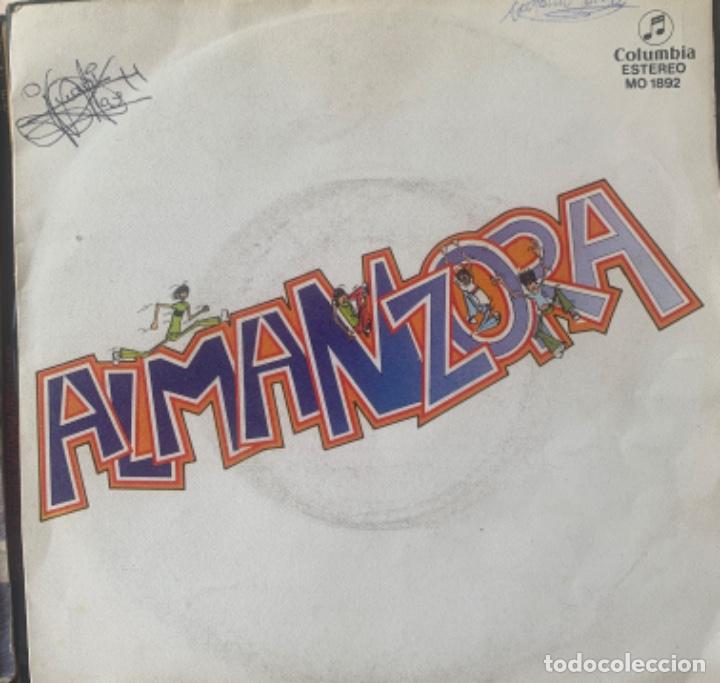 Columbia
ESTEREO
MO 1892
ALMANZORA
todocoleccion